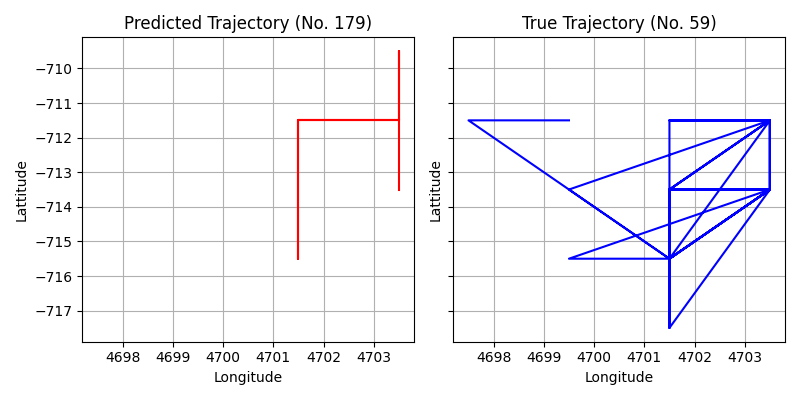 Predicted Trajectory (No. 179)
True Trajectory (No. 59)
Lattitude
−710
−711
−712
−713
−714
−715
−716
−717
4698 4699 4700 4701 4702 4703
Longitude
Lattitude
4698 4699 4700 4701 4702 4703
Longitude